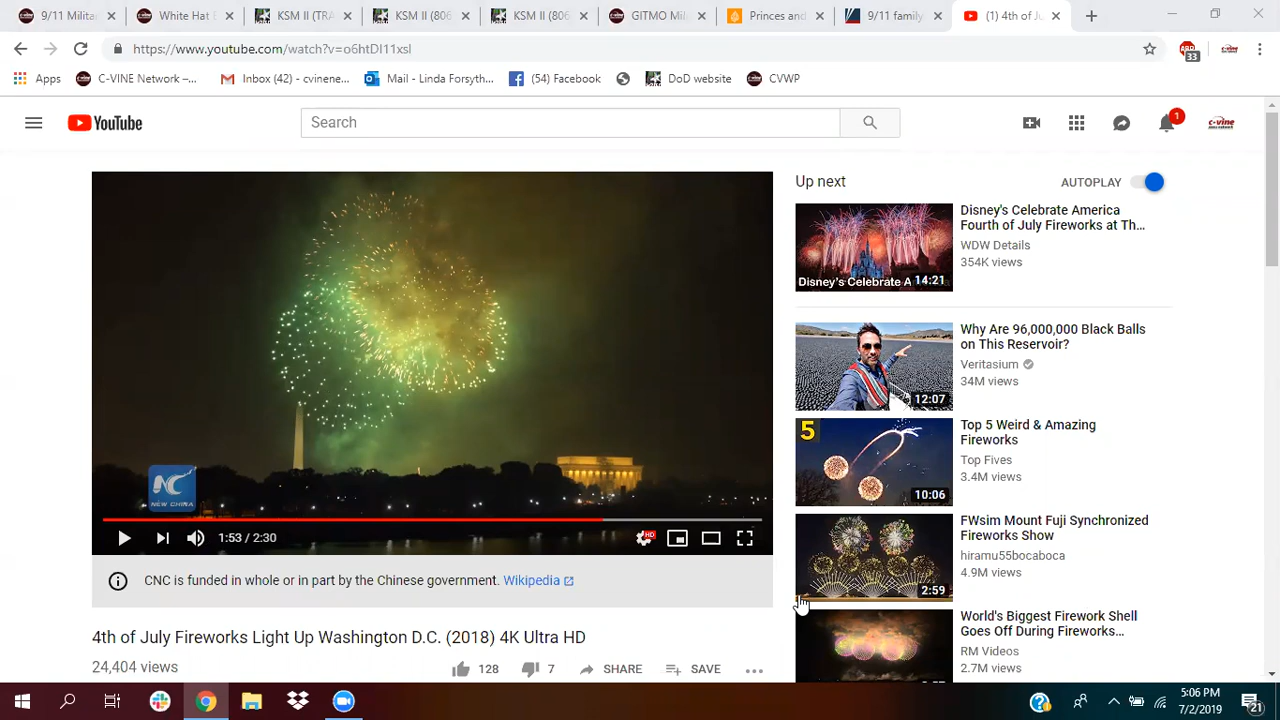 9/11 Milita
WhiteHat
KSM II (TRA
KSM II (80
KSM II (806
GITMO Mil
Princes and
9/11 family
(1) 4th of Ju
https://www.youtube.com/watch?v=o6htDI11xsI
33
Apps
C-VINE Network –...
Inbox (42) - cvinene...
Mail - Linda Forsyth...
(54) Facebook
DoD website
CVWP
YouTube
Search
1
c-vine
Up next
AUTOPLAY
Disney's Celebrate America
Fourth of July Fireworks at Th...
WDW Details
354K views
Disney's Celebrate A
14:21
Why Are 96,000,000 Black Balls
on This Reservoir?
Veritasium
34M views
12:07
5
Top 5 Weird & Amazing
Fireworks
Top Fives
3.4M views
10:06
FWsim Mount Fuji Synchronized
Fireworks Show
hiramu55bocaboca
4.9M views
2:59
World's Biggest Firework Shell
Goes Off During Fireworks...
RM Videos
2.7M views
NC
NEW CHINA
1:53 / 2:30
HD
CNC is funded in whole or in part by the Chinese government. Wikipedia
4th of July Fireworks Light Up Washington D.C. (2018) 4K Ultra HD
24,404 views
128
7
SHARE
SAVE
5:06 PM
7/2/2019
21